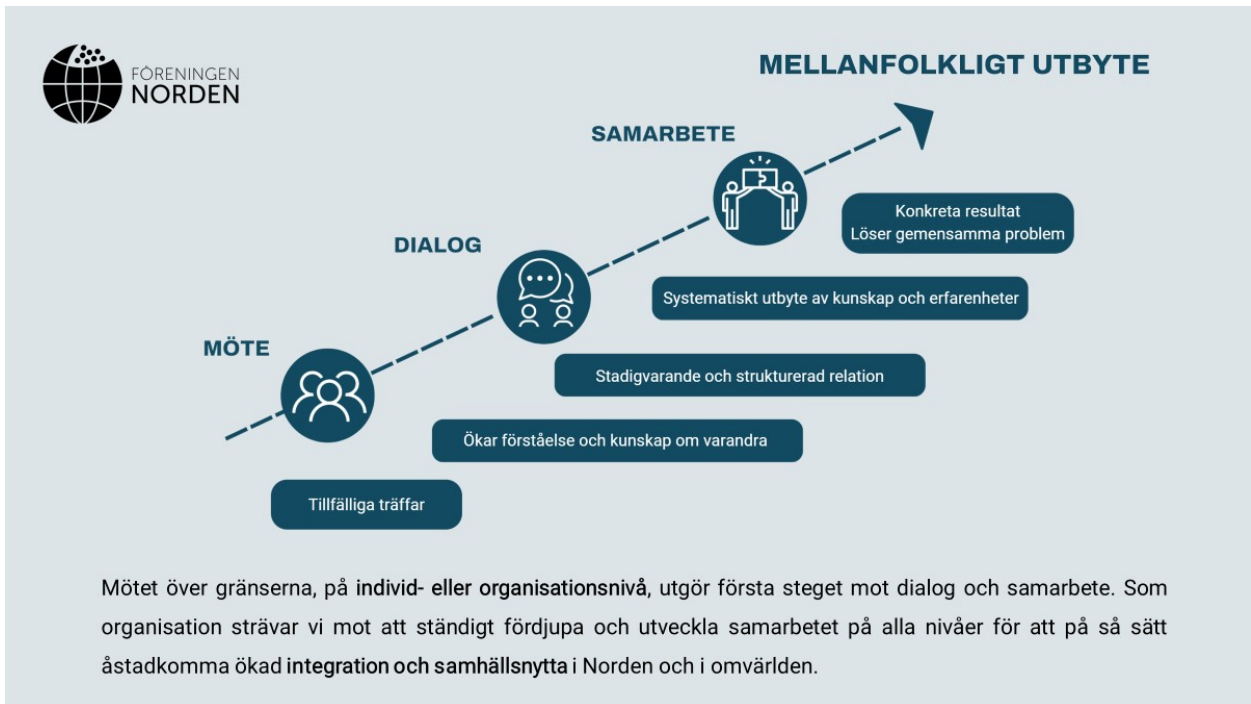 FÖRENINGEN
NORDEN
MELLANFOLKLIGT UTBYTE
SAMARBETE
DIALOG
MÖTE
Konkreta resultat
Löser gemensamma problem
Systematiskt utbyte av kunskap och erfarenheter
Stadigvarande och strukturerad relation
Ökar förståelse och kunskap om varandra
Tillfälliga träffar
Mötet över gränserna, på individ- eller organisationsnivå, utgör första steget mot dialog och samarbete. Som
organisation strävar vi mot att ständigt fördjupa och utveckla samarbetet på alla nivåer för att på så sätt
åstadkomma ökad integration och samhällsnytta i Norden och i omvärlden.